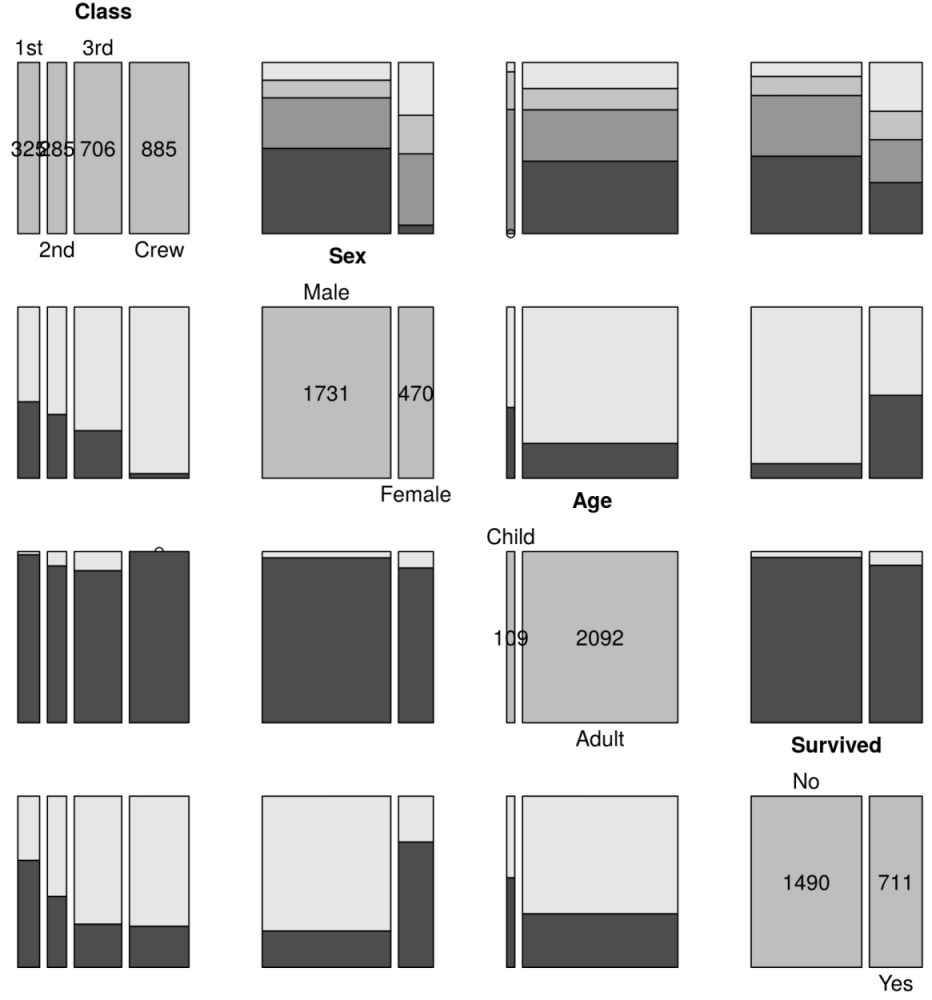 Class
1st 3rd
325 285 706 885
2nd Crew
Sex
Male
1731 470
Female
Age
Child
109 2092
Adult
Survived
No
1490 711
Yes